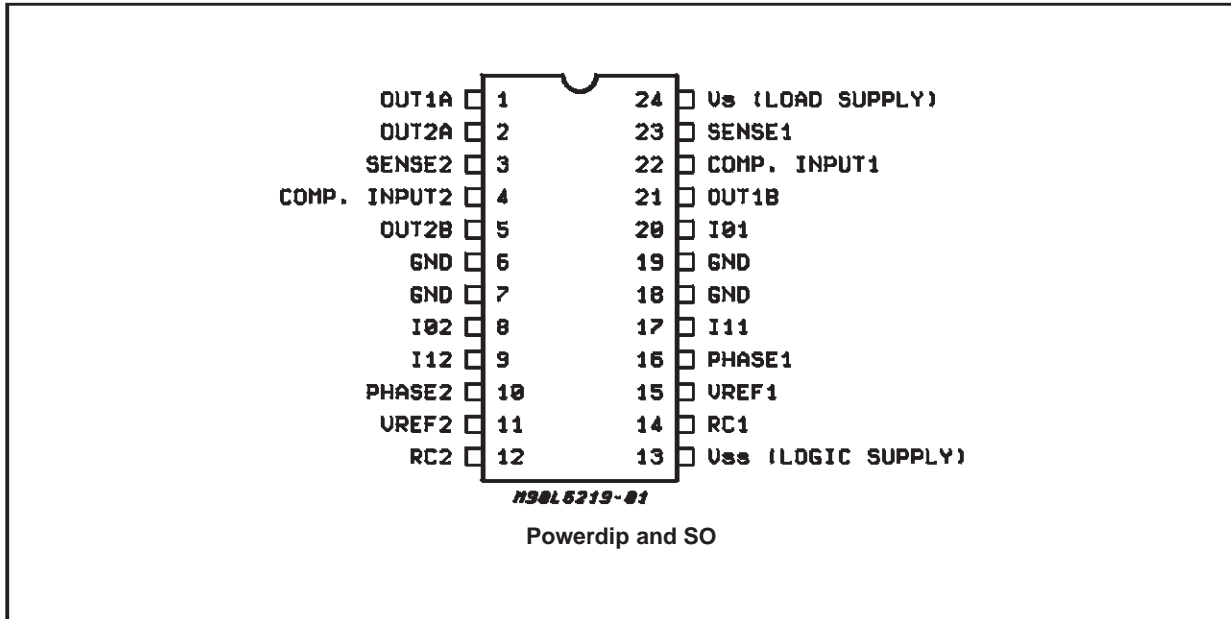 OUT1A 1 24 Vs (LOAD SUPPLY)
OUT2A 2 23 SENSE1
SENSE2 3 22 COMP. INPUT1
COMP. INPUT2 4 21 OUT1B
OUT2B 5 20 I01
GND 6 19 GND
GND 7 18 GND
I02 8 17 I11
I12 9 16 PHASE1
PHASE2 10 15 VREF1
VREF2 11 14 RC1
RC2 12 13 Vss (LOGIC SUPPLY)
M90L6219-01
Powerdip and SO